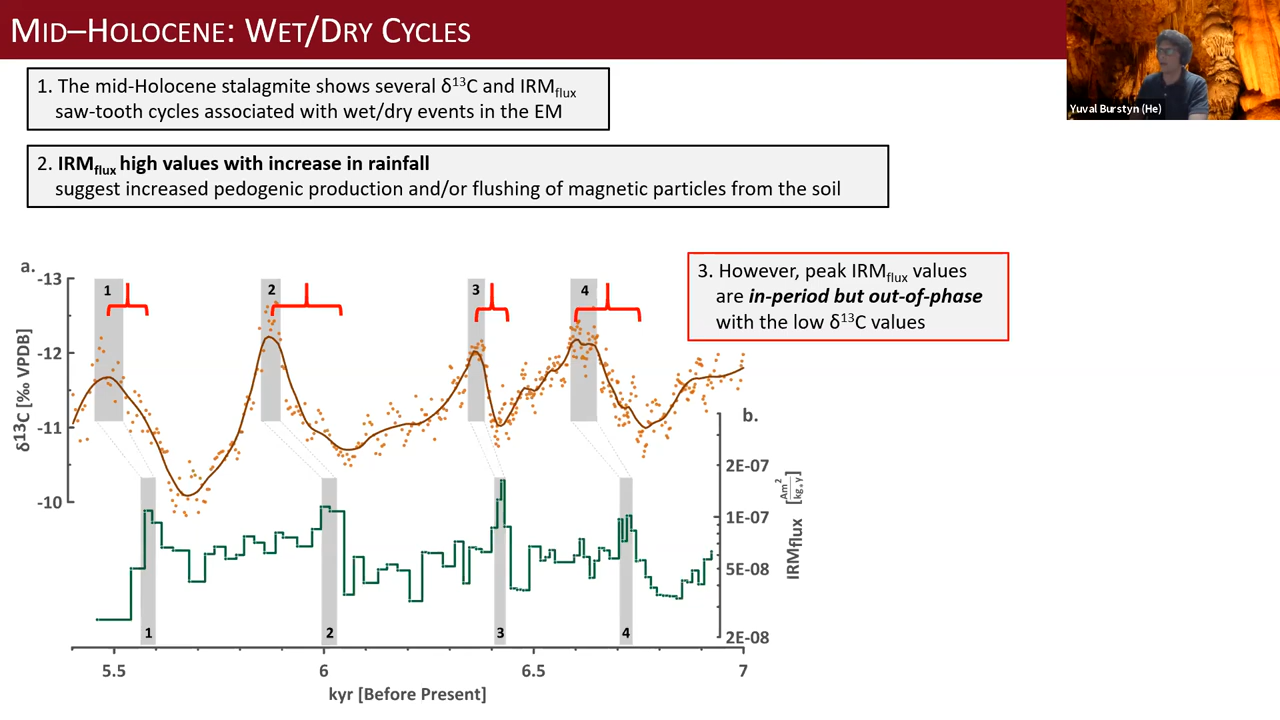 MID–HOLOCENE: WET/DRY CYCLES
Yuval Burstyn (He)
1. The mid-Holocene stalagmite shows several δ¹³C and IRMflux
saw-tooth cycles associated with wet/dry events in the EM
2. IRMflux high values with increase in rainfall
suggest increased pedogenic production and/or flushing of magnetic particles from the soil
3. However, peak IRMflux values
are in-period but out-of-phase
with the low δ¹³C values
a.
-13
-12
-11
-10
δ¹³C [‰ VPDB]
1
2
3
4
b.
2E-07
1E-07
5E-08
2E-08
IRMflux [Am²/kg*y]
1
2
3
4
5.5
6
6.5
7
kyr [Before Present]